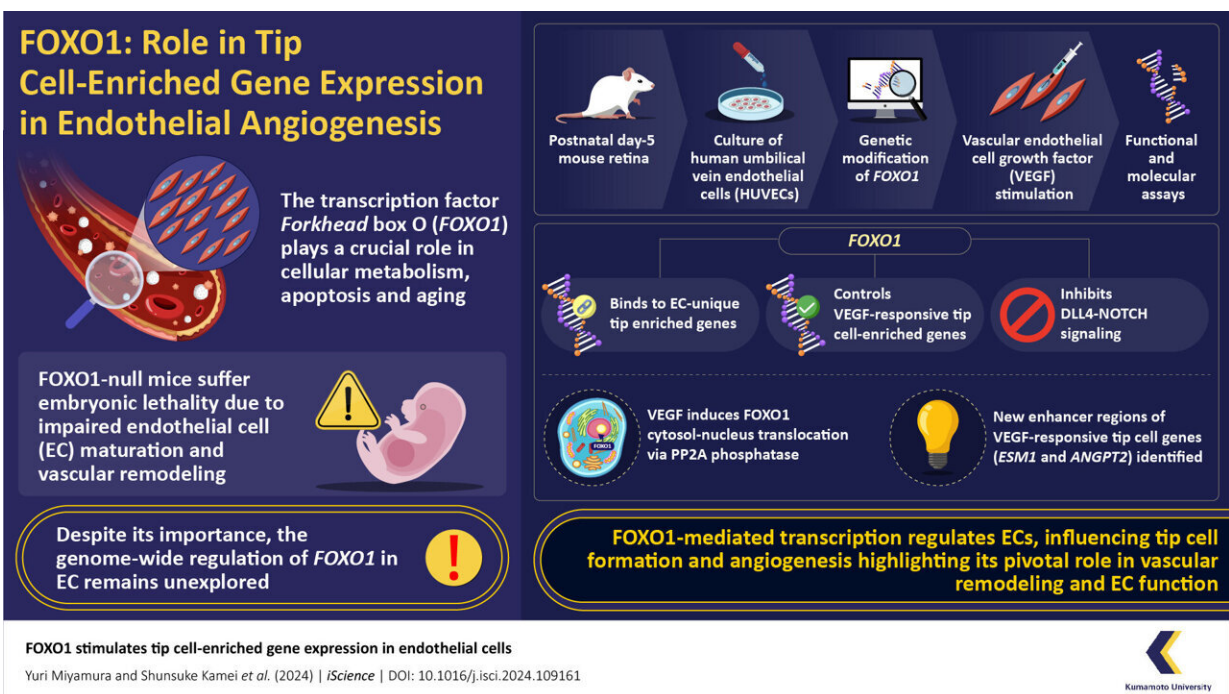 FOXO1: Role in Tip
Cell-Enriched Gene Expression
in Endothelial Angiogenesis
The transcription factor
Forkhead box O (FOXO1)
plays a crucial role in
cellular metabolism,
apoptosis and aging
FOXO1-null mice suffer
embryonic lethality due to
impaired endothelial cell
(EC) maturation and
vascular remodeling
Despite its importance, the
genome-wide regulation of FOXO1 in
EC remains unexplored
Postnatal day-5
mouse retina
Culture of
human umbilical
vein endothelial
cells (HUVECs)
Genetic
modification
of FOXO1
Vascular endothelial
cell growth factor
(VEGF)
stimulation
Functional
and
molecular
assays
FOXO1
Binds to EC-unique
tip enriched genes
Controls
VEGF-responsive tip
cell-enriched genes
Inhibits
DLL4-NOTCH
signaling
FOXO1
VEGF induces FOXO1
cytosol-nucleus translocation
via PP2A phosphatase
New enhancer regions of
VEGF-responsive tip cell genes
(ESM1 and ANGPT2) identified
FOXO1-mediated transcription regulates ECs, influencing tip cell
formation and angiogenesis highlighting its pivotal role in vascular
remodeling and EC function
FOXO1 stimulates tip cell-enriched gene expression in endothelial cells
Yuri Miyamura and Shunsuke Kamei et al. (2024) | iScience | DOI: 10.1016/j.isci.2024.109161
Kumamoto University